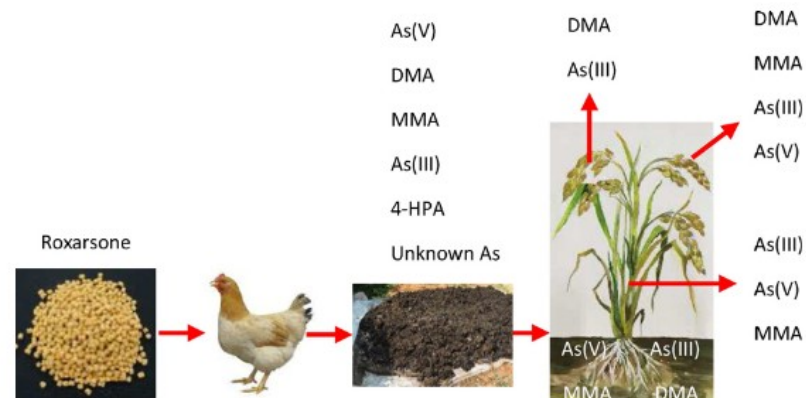 Roxarsone
As(V)
DMA
MMA
As(III)
4-HPA
Unknown As
DMA
As(III)
DMA
MMA
As(III)
As(V)
As(III)
As(V)
MMA
As(V) As(III)
MMA DMA